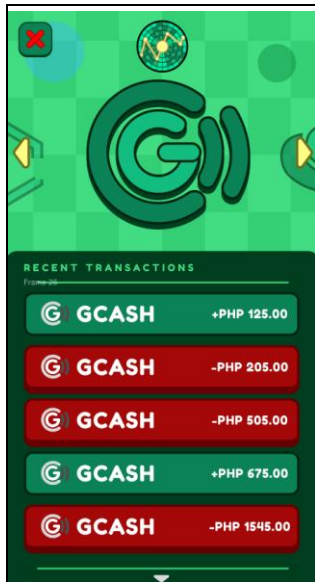 RECENT TRANSACTIONS
Frame 26
GCASH +PHP 125.00
GCASH -PHP 205.00
GCASH -PHP 505.00
GCASH +PHP 675.00
GCASH -PHP 1545.00